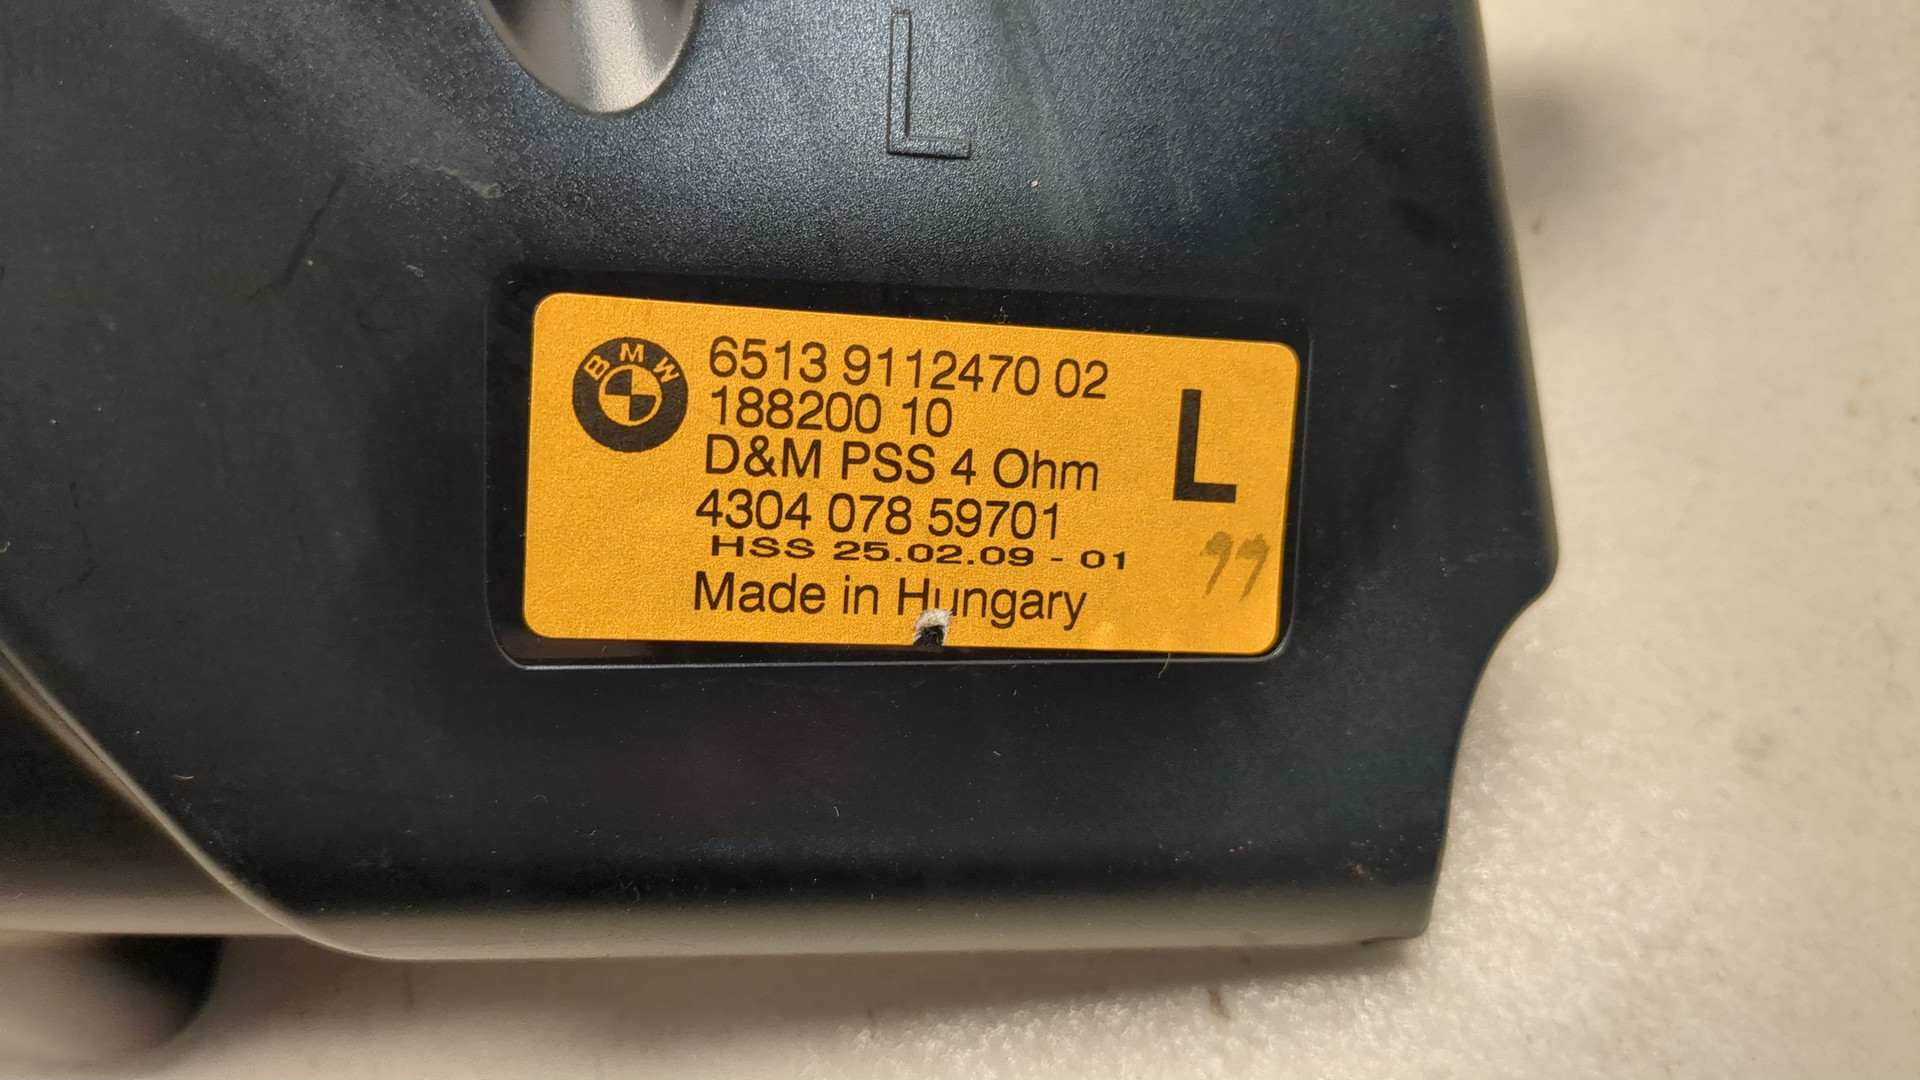 L
BMW
6513 9112470 02
188200 10
D&M PSS 4 Ohm
L
4304 078 59701
HSS 25.02.09 - 01
99
Made in Hungary